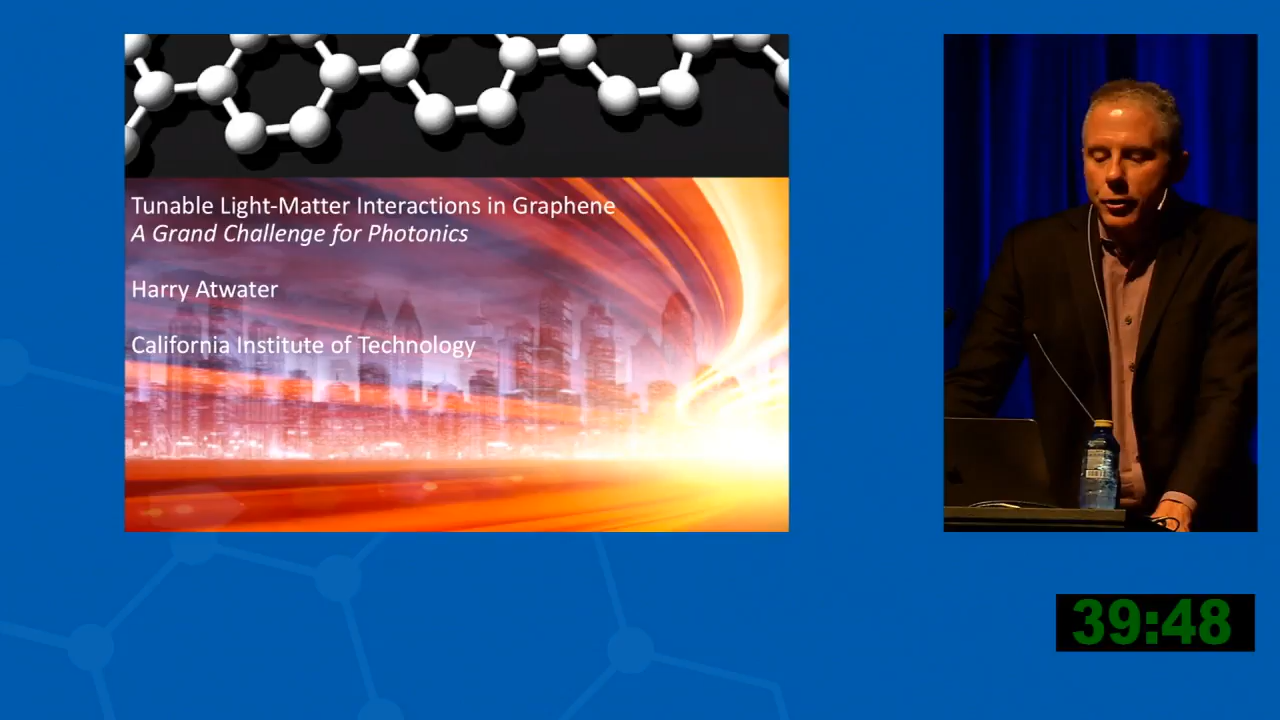 Tunable Light-Matter Interactions in Graphene
A Grand Challenge for Photonics
Harry Atwater
California Institute of Technology
39:48